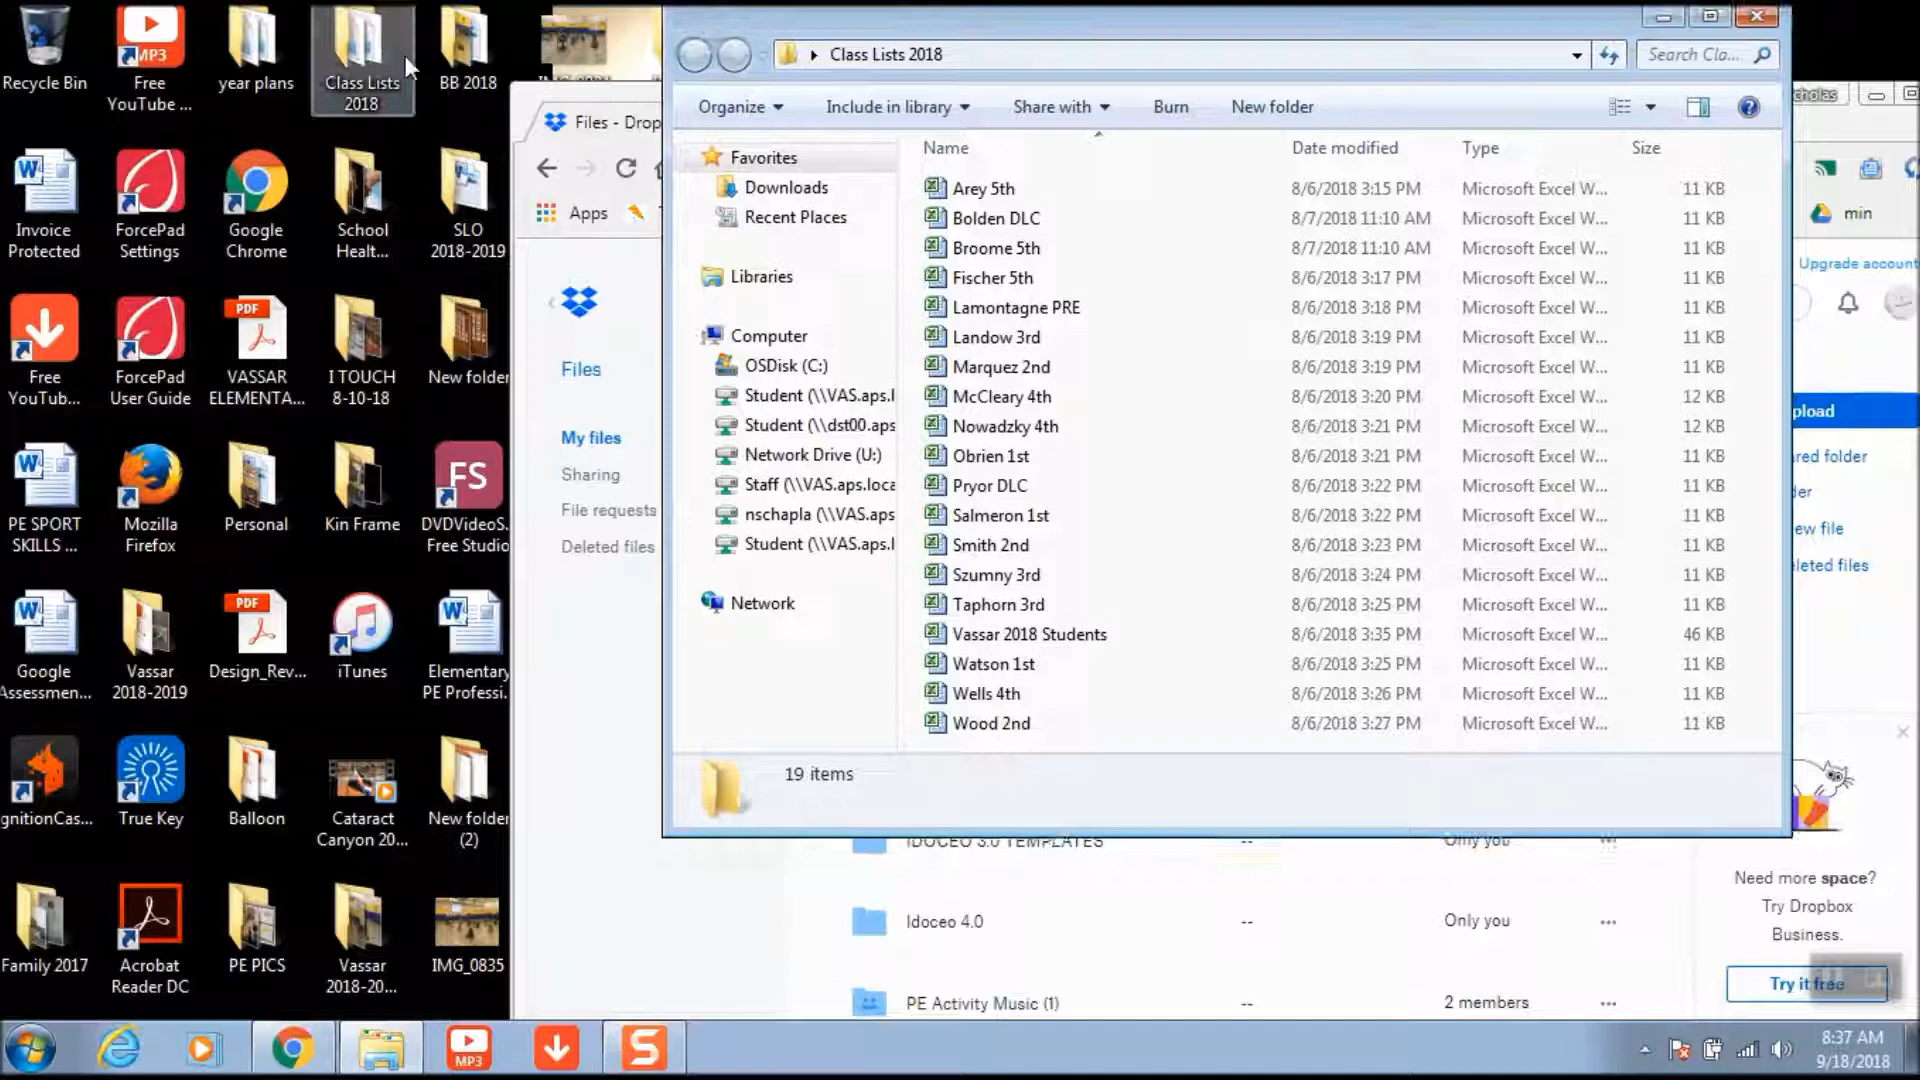 Recycle Bin
MP3
Free
YouTube ...
year plans
Class Lists
2018
BB 2018
Invoice
Protected
ForcePad
Settings
Google
Chrome
School
Healt...
SLO
2018-2019
Free
YouTub...
ForcePad
User Guide
PDF
VASSAR
ELEMENTA...
I TOUCH
8-10-18
New folder
PE SPORT
SKILLS ...
Mozilla
Firefox
Personal
Kin Frame
FS
DVDVideoS...
Free Studio
Google
Assessmen...
Vassar
2018-2019
PDF
Design_Rev...
iTunes
Elementary
PE Professi...
gnitionCas...
True Key
Balloon
Cataract
Canyon 20...
New folder
(2)
Family 2017
Acrobat
Reader DC
PE PICS
Vassar
2018-20...
IMG_0835
Files - Drop
Apps
Files
My files
Sharing
File requests
Deleted files
Class Lists 2018
Search Cla...
Organize
Include in library
Share with
Burn
New folder
Favorites
Downloads
Recent Places
Libraries
Computer
OSDisk (C:)
Student (\\VAS.aps.l
Student (\\dst00.aps
Network Drive (U:)
Staff (\\VAS.aps.loca
nschapla (\\VAS.aps
Student (\\VAS.aps.l
Network
Name Date modified Type Size
Arey 5th 8/6/2018 3:15 PM Microsoft Excel W... 11 KB
Bolden DLC 8/7/2018 11:10 AM Microsoft Excel W... 11 KB
Broome 5th 8/7/2018 11:10 AM Microsoft Excel W... 11 KB
Fischer 5th 8/6/2018 3:17 PM Microsoft Excel W... 11 KB
Lamontagne PRE 8/6/2018 3:18 PM Microsoft Excel W... 11 KB
Landow 3rd 8/6/2018 3:19 PM Microsoft Excel W... 11 KB
Marquez 2nd 8/6/2018 3:19 PM Microsoft Excel W... 11 KB
McCleary 4th 8/6/2018 3:20 PM Microsoft Excel W... 12 KB
Nowadzky 4th 8/6/2018 3:21 PM Microsoft Excel W... 12 KB
Obrien 1st 8/6/2018 3:21 PM Microsoft Excel W... 11 KB
Pryor DLC 8/6/2018 3:22 PM Microsoft Excel W... 11 KB
Salmeron 1st 8/6/2018 3:22 PM Microsoft Excel W... 11 KB
Smith 2nd 8/6/2018 3:23 PM Microsoft Excel W... 11 KB
Szumny 3rd 8/6/2018 3:24 PM Microsoft Excel W... 11 KB
Taphorn 3rd 8/6/2018 3:25 PM Microsoft Excel W... 11 KB
Vassar 2018 Students 8/6/2018 3:35 PM Microsoft Excel W... 46 KB
Watson 1st 8/6/2018 3:25 PM Microsoft Excel W... 11 KB
Wells 4th 8/6/2018 3:26 PM Microsoft Excel W... 11 KB
Wood 2nd 8/6/2018 3:27 PM Microsoft Excel W... 11 KB
19 items
cholas
min
Upgrade account
pload
red folder
der
ew file
leted files
IDOCEO 3.0 TEMPLATES -- Only you
Idoceo 4.0 -- Only you ...
PE Activity Music (1) -- 2 members ...
Need more space?
Try Dropbox
Business.
Try it free
MP3
S
8:37 AM
9/18/2018